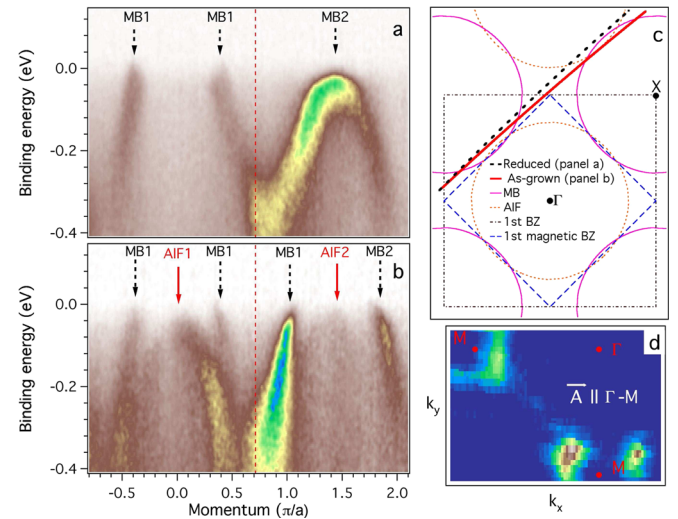 MB1 MB1 MB2
a
Binding energy (eV)
0.0
-0.2
-0.4
MB1 AIF1 MB1 MB1 AIF2 MB2
b
Binding energy (eV)
0.0
-0.2
-0.4
-0.5 0.0 0.5 1.0 1.5 2.0
Momentum (π/a)
c
X
Reduced (panel a)
As-grown (panel b)
MB
AIF
Γ
1st BZ
1st magnetic BZ
d
M Γ
A || Γ-M
M
ky
kx